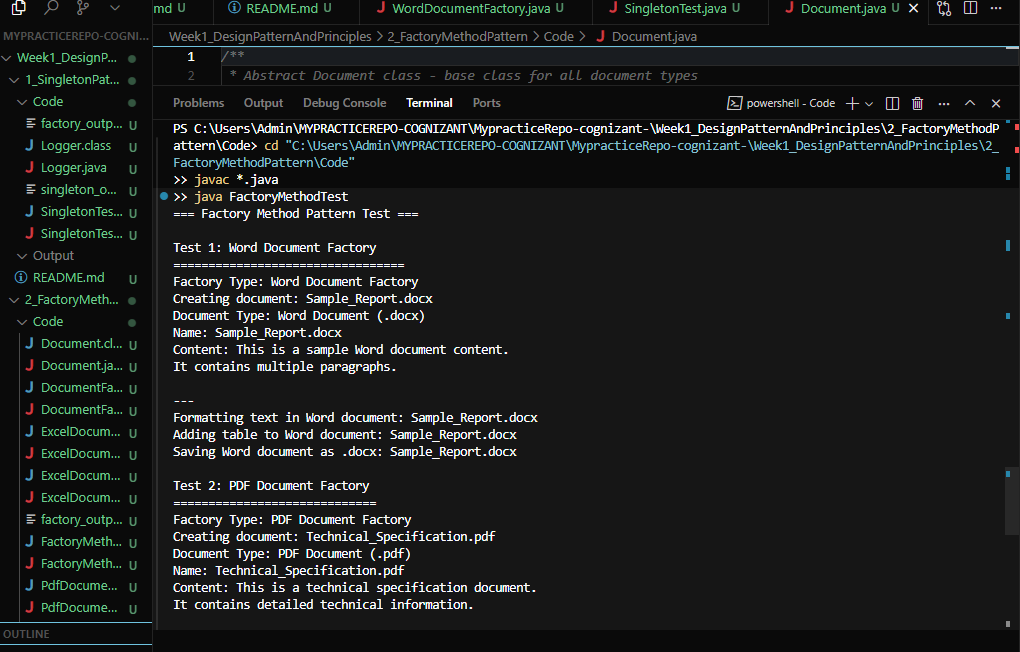 md U
README.md U
WordDocumentFactory.java U
SingletonTest.java U
Document.java U
MYPRACTICEREPO-COGNI...
Week1_DesignP...
1_SingletonPat...
Code
factory_outp... U
Logger.class U
Logger.java U
singleton_o... U
SingletonTes... U
SingletonTes... U
Output
README.md U
2_FactoryMeth...
Code
Document.cl... U
Document.ja... U
DocumentFa... U
DocumentFa... U
ExcelDocum... U
ExcelDocum... U
ExcelDocum... U
ExcelDocum... U
factory_outp... U
FactoryMeth... U
FactoryMeth... U
PdfDocume... U
PdfDocume... U
OUTLINE
Week1_DesignPatternAndPrinciples > 2_FactoryMethodPattern > Code > Document.java
1 /**
2 * Abstract Document class - base class for all document types
Problems Output Debug Console Terminal Ports
powershell - Code
PS C:\Users\Admin\MYPRACTICEREPO-COGNIZANT\MypracticeRepo-cognizant-\Week1_DesignPatternAndPrinciples\2_FactoryMethodP
attern\Code> cd "C:\Users\Admin\MYPRACTICEREPO-COGNIZANT\MypracticeRepo-cognizant-\Week1_DesignPatternAndPrinciples\2_
FactoryMethodPattern\Code"
>> javac *.java
>> java FactoryMethodTest
=== Factory Method Pattern Test ===
Test 1: Word Document Factory
=================================
Factory Type: Word Document Factory
Creating document: Sample_Report.docx
Document Type: Word Document (.docx)
Name: Sample_Report.docx
Content: This is a sample Word document content.
It contains multiple paragraphs.
---
Formatting text in Word document: Sample_Report.docx
Adding table to Word document: Sample_Report.docx
Saving Word document as .docx: Sample_Report.docx
Test 2: PDF Document Factory
=============================
Factory Type: PDF Document Factory
Creating document: Technical_Specification.pdf
Document Type: PDF Document (.pdf)
Name: Technical_Specification.pdf
Content: This is a technical specification document.
It contains detailed technical information.